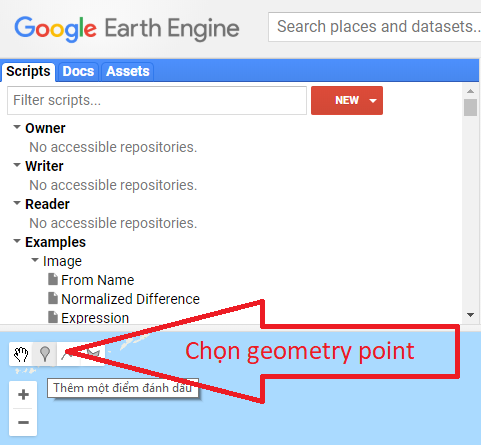 Google Earth Engine
Search places and datasets...
Scripts Docs Assets
Filter scripts...
NEW
Owner
No accessible repositories.
Writer
No accessible repositories.
Reader
No accessible repositories.
Examples
Image
From Name
Normalized Difference
Expression
Chọn geometry point
Thêm một điểm đánh dấu
+
−